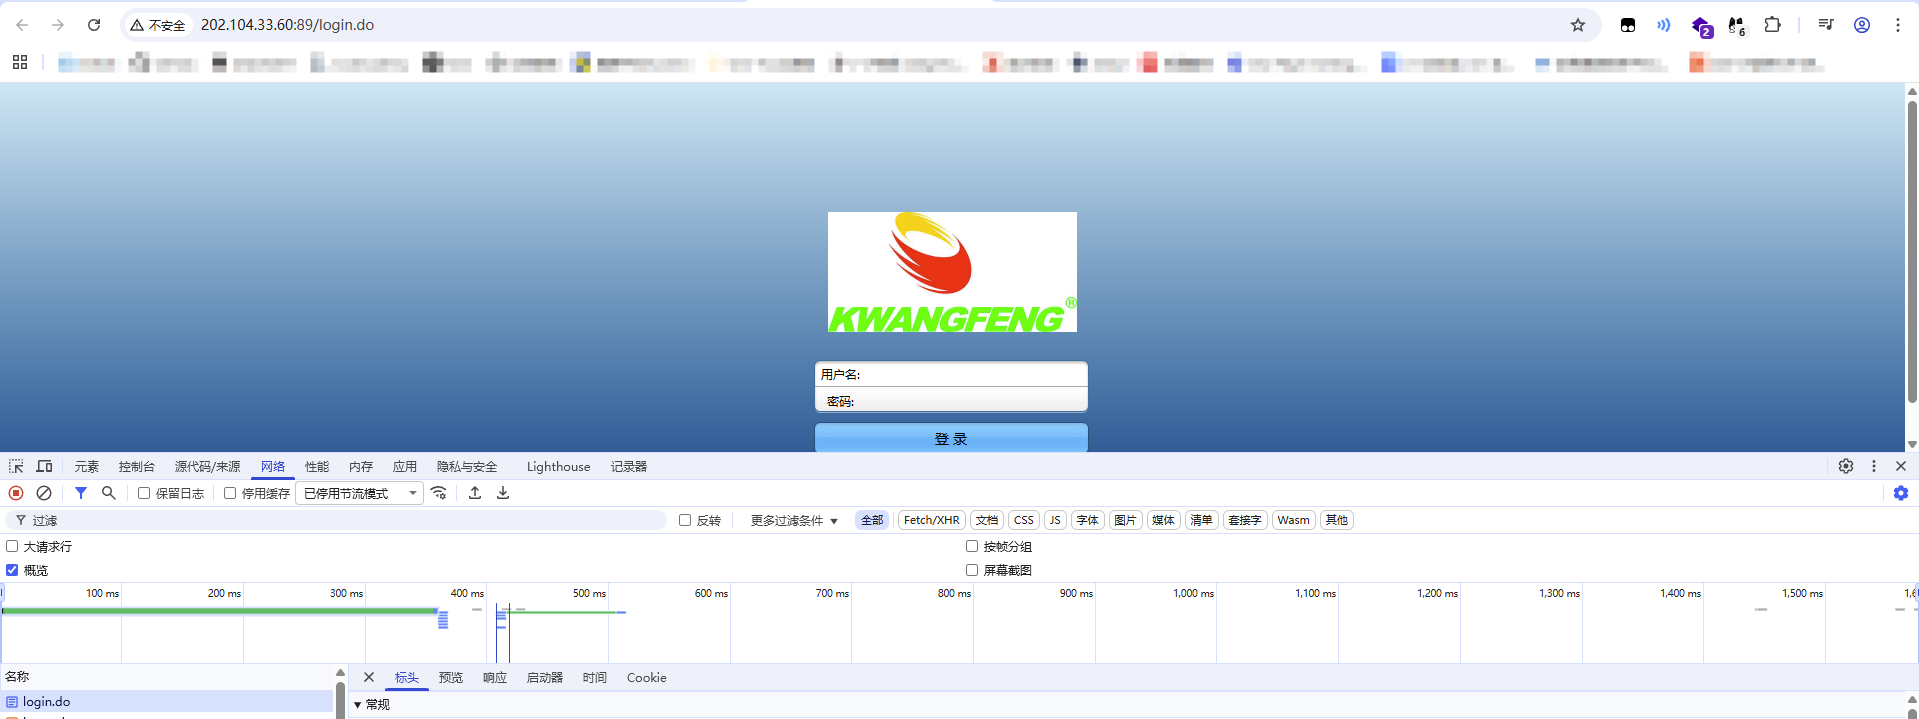 不安全 202.104.33.60:89/login.do
2 6
KWANGFENG®
用户名:
密码:
登 录
元素 控制台 源代码/来源 网络 性能 内存 应用 隐私与安全 Lighthouse 记录器
保留日志 停用缓存 已停用节流模式
过滤 反转 更多过滤条件 全部 Fetch/XHR 文档 CSS JS 字体 图片 媒体 清单 套接字 Wasm 其他
大请求行 按帧分组
概览 屏幕截图
100 ms 200 ms 300 ms 400 ms 500 ms 600 ms 700 ms 800 ms 900 ms 1,000 ms 1,100 ms 1,200 ms 1,300 ms 1,400 ms 1,500 ms
名称 标头 预览 响应 启动器 时间 Cookie
login.do 常规